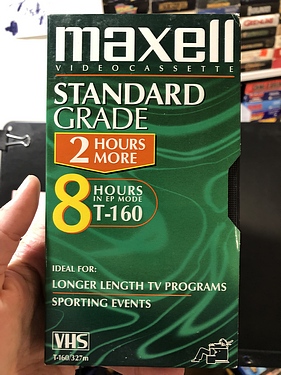 maxell
VIDEOCASSETTE
STANDARD
GRADE
2 HOURS
MORE
8 HOURS
IN EP MODE
T-160
IDEAL FOR:
LONGER LENGTH TV PROGRAMS
SPORTING EVENTS
VHS
T-160/327m